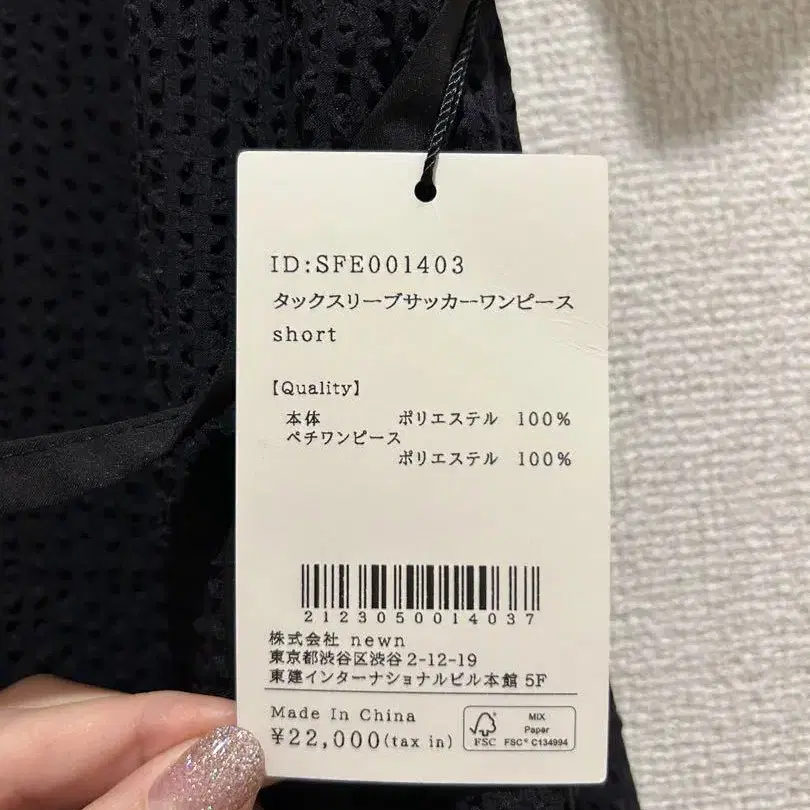 ID:SFE001403
タックスリーブサッカーワンピース
short
【Quality】
本体 ポリエステル 100%
ペチワンピース
ポリエステル 100%
2123050014037
株式会社 newn
東京都渋谷区渋谷2-12-19
東建インターナショナルビル本館 5F
Made In China
¥22,000(tax in)
FSC
MIX
Paper
FSC® C134994